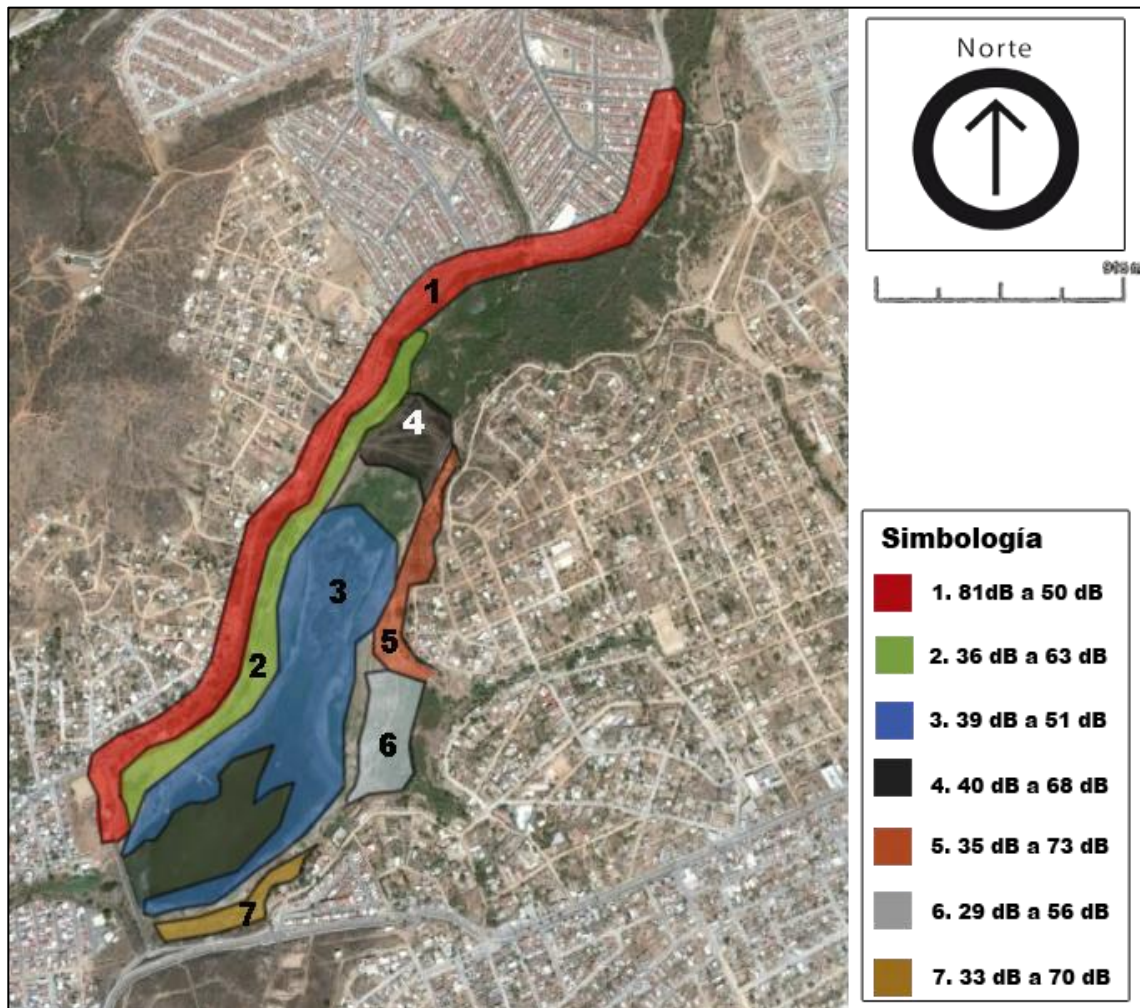 Norte
1
4
3
2
5
6
7
Simbología
1. 81dB a 50 dB
2. 36 dB a 63 dB
3. 39 dB a 51 dB
4. 40 dB a 68 dB
5. 35 dB a 73 dB
6. 29 dB a 56 dB
7. 33 dB a 70 dB